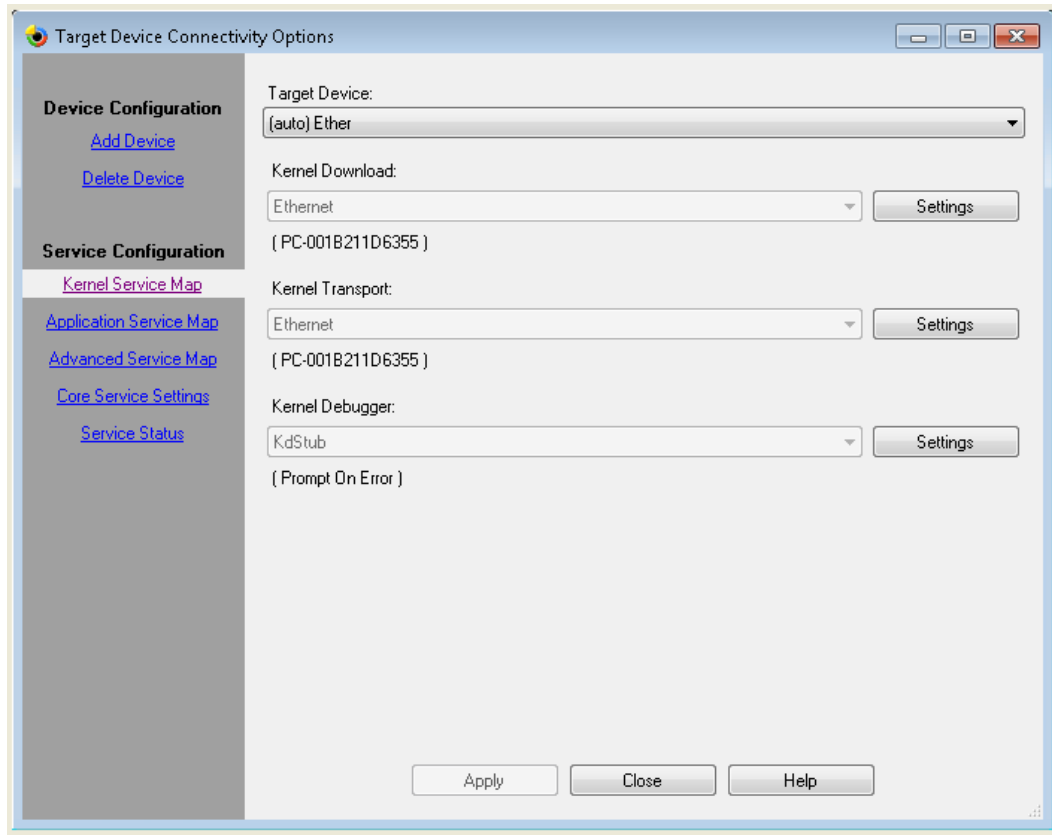 Target Device Connectivity Options
Device Configuration
Add Device
Delete Device
Service Configuration
Kernel Service Map
Application Service Map
Advanced Service Map
Core Service Settings
Service Status
Target Device:
(auto) Ether
Kernel Download:
Ethernet
Settings
( PC-001B211D6355 )
Kernel Transport:
Ethernet
Settings
( PC-001B211D6355 )
Kernel Debugger:
KdStub
Settings
( Prompt On Error )
Apply
Close
Help